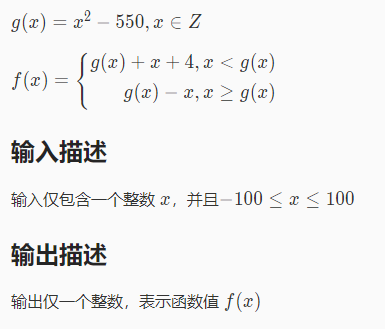 g(x) = x² − 550, x ∈ Z
f(x) = { g(x) + x + 4, x < g(x)
g(x) − x, x ≥ g(x)
输入描述
输入仅包含一个整数 x，并且−100 ≤ x ≤ 100
输出描述
输出仅一个整数，表示函数值 f(x)